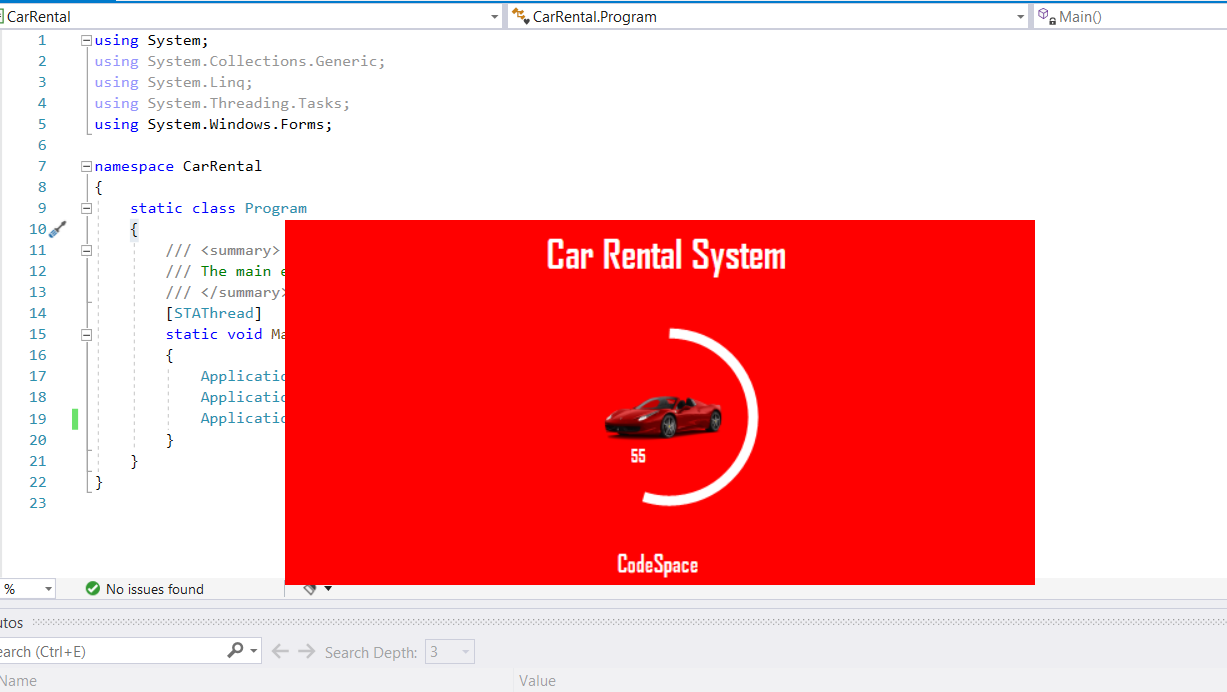 CarRental
CarRental.Program
Main()
1 using System;
2 using System.Collections.Generic;
3 using System.Linq;
4 using System.Threading.Tasks;
5 using System.Windows.Forms;
6
7 namespace CarRental
8 {
9 static class Program
10 {
11 /// <summary>
12 /// The main e
13 /// </summary>
14 [STAThread]
15 static void Ma
16 {
17 Applicatio
18 Applicatio
19 Applicatio
20 }
21 }
22 }
23
Car Rental System
55
CodeSpace
%
No issues found
utos
earch (Ctrl+E)
Search Depth:
3
Name
Value